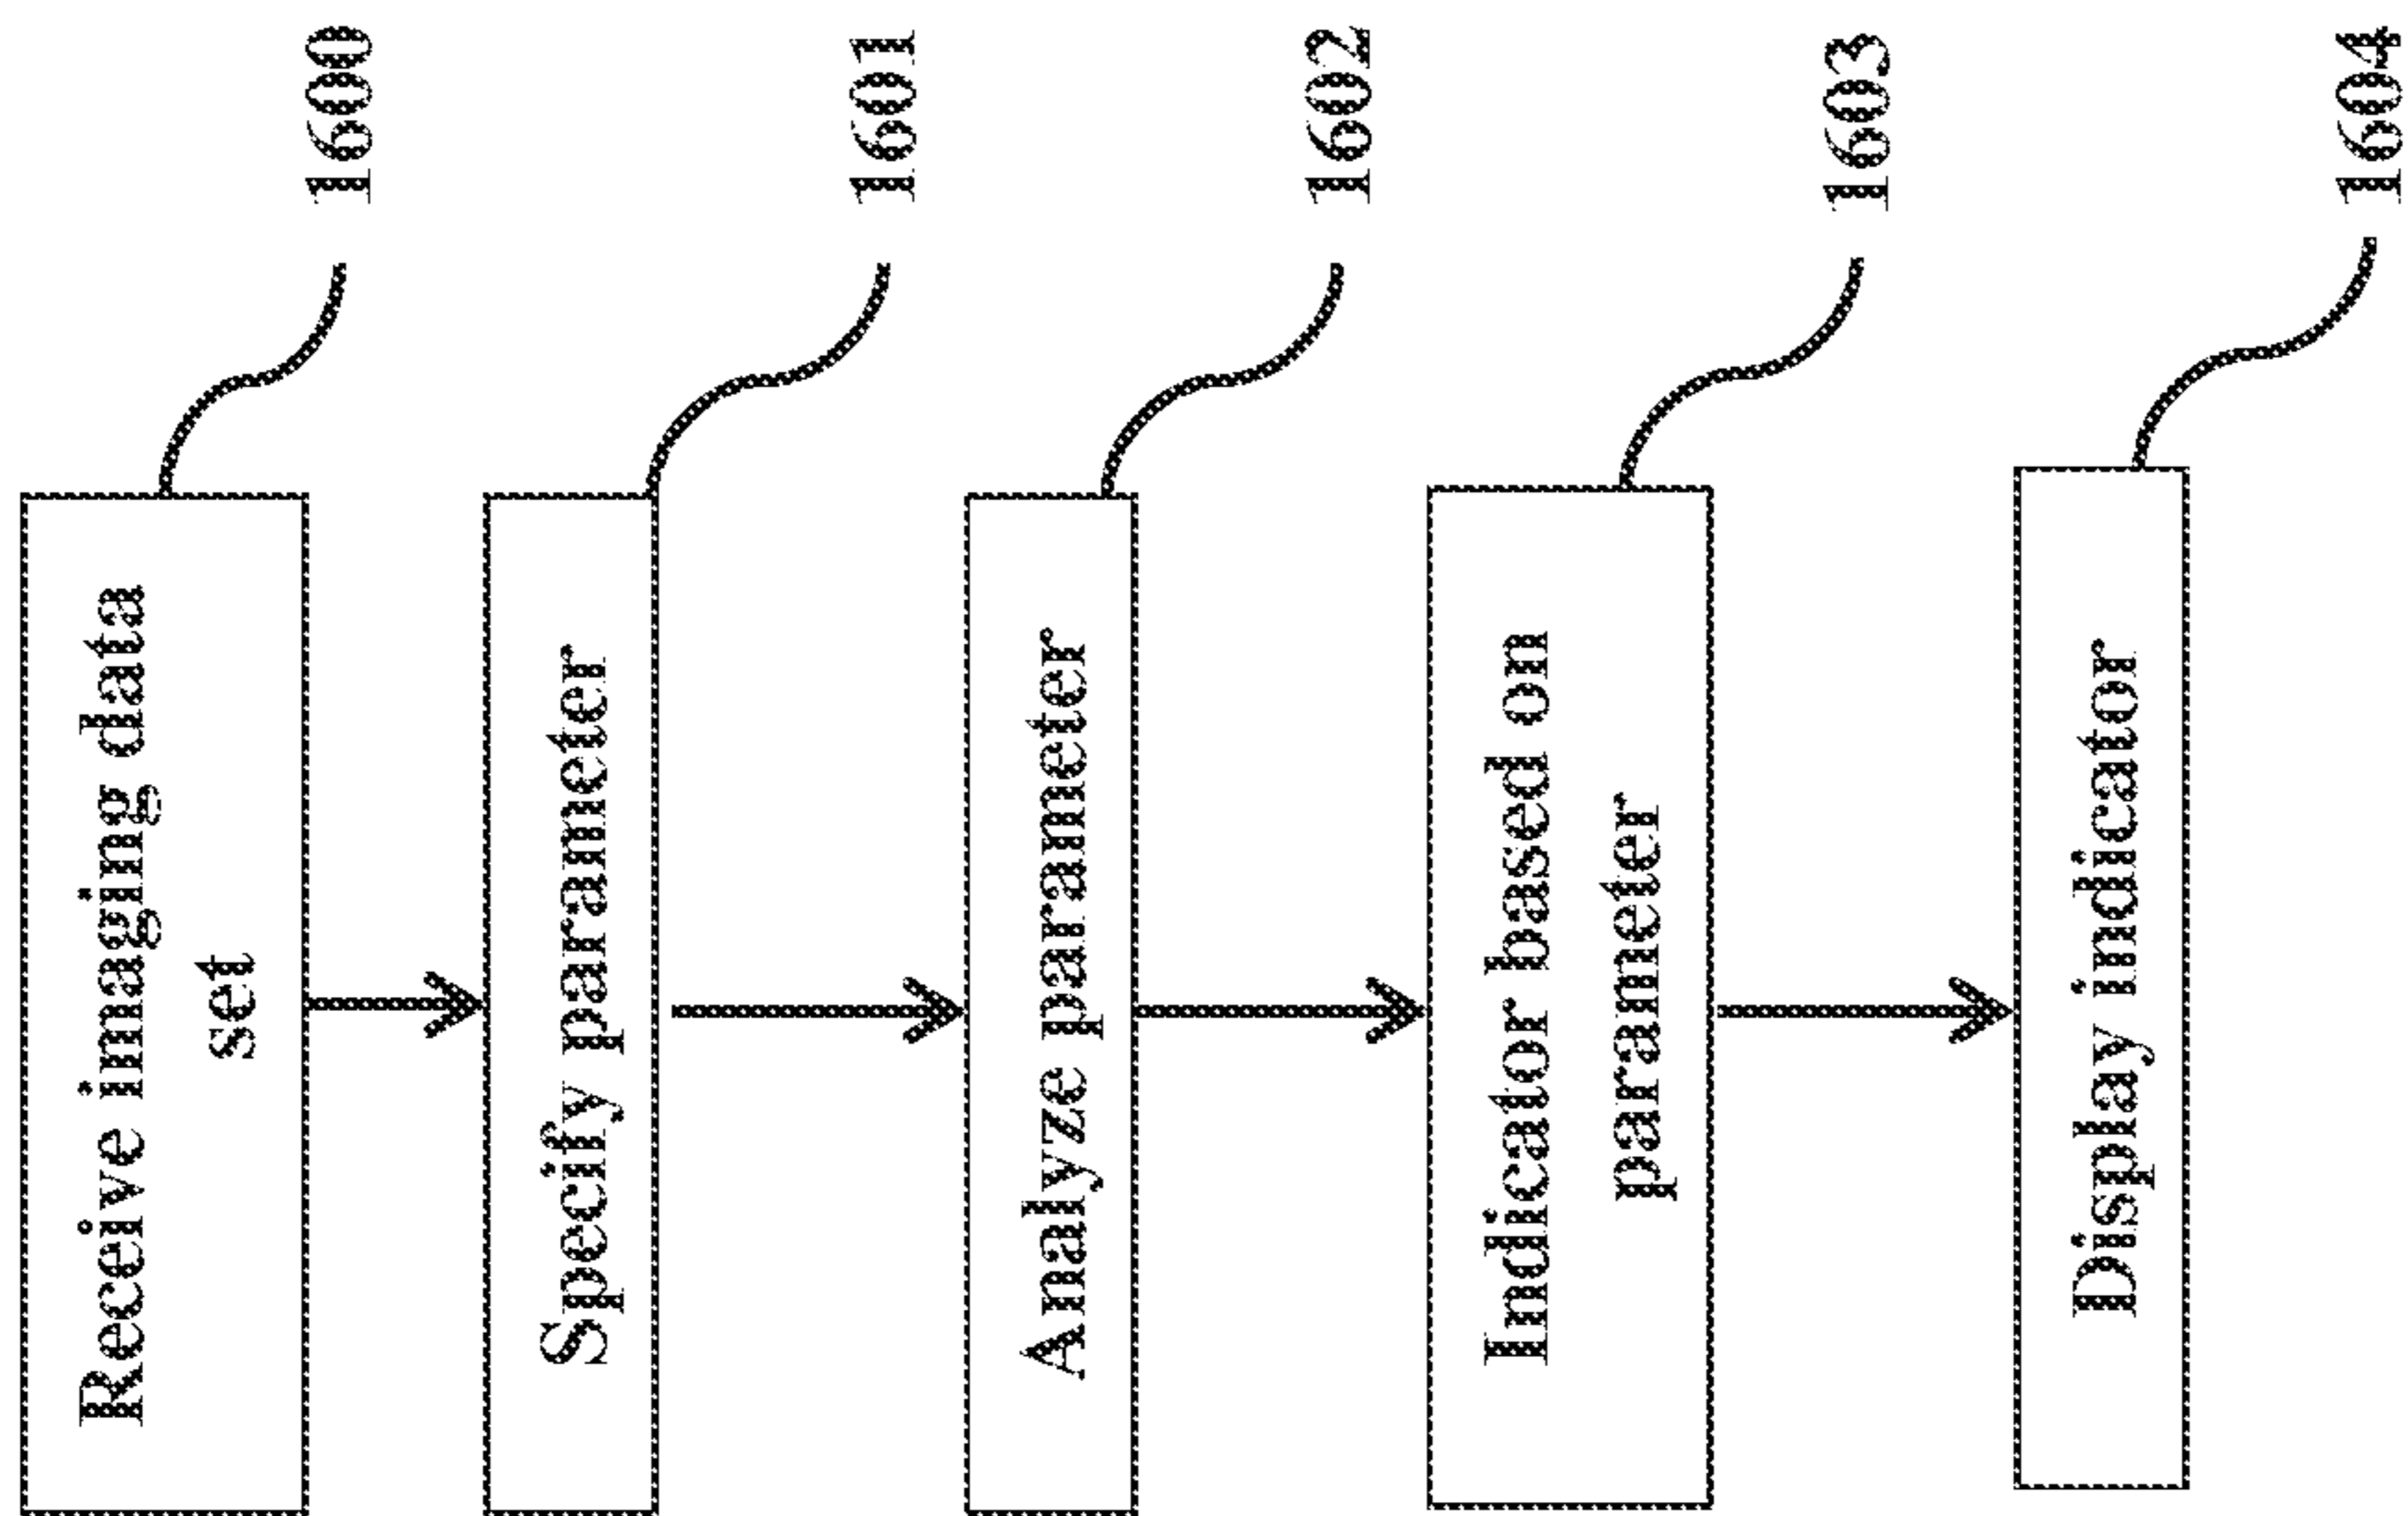 Receive imaging data
set
1600
Specify parameter
1601
Analyze parameter
1602
Indicator based on
parameter
1603
Display indicator
1604